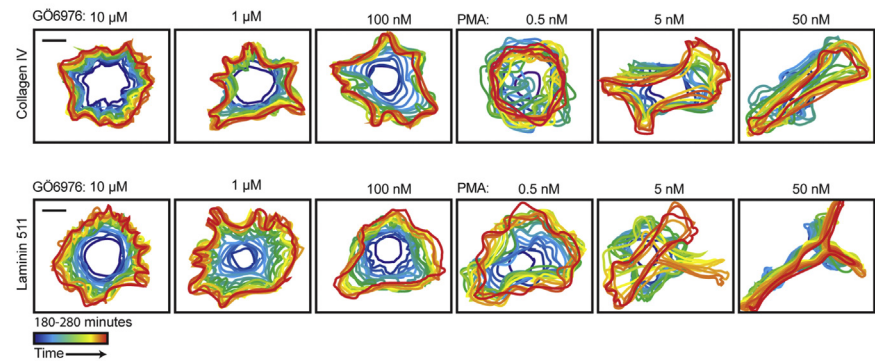 GÖ6976: 10 µM 1 µM 100 nM PMA: 0.5 nM 5 nM 50 nM
Collagen IV
GÖ6976: 10 µM 1 µM 100 nM PMA: 0.5 nM 5 nM 50 nM
Laminin 511
180-280 minutes
Time